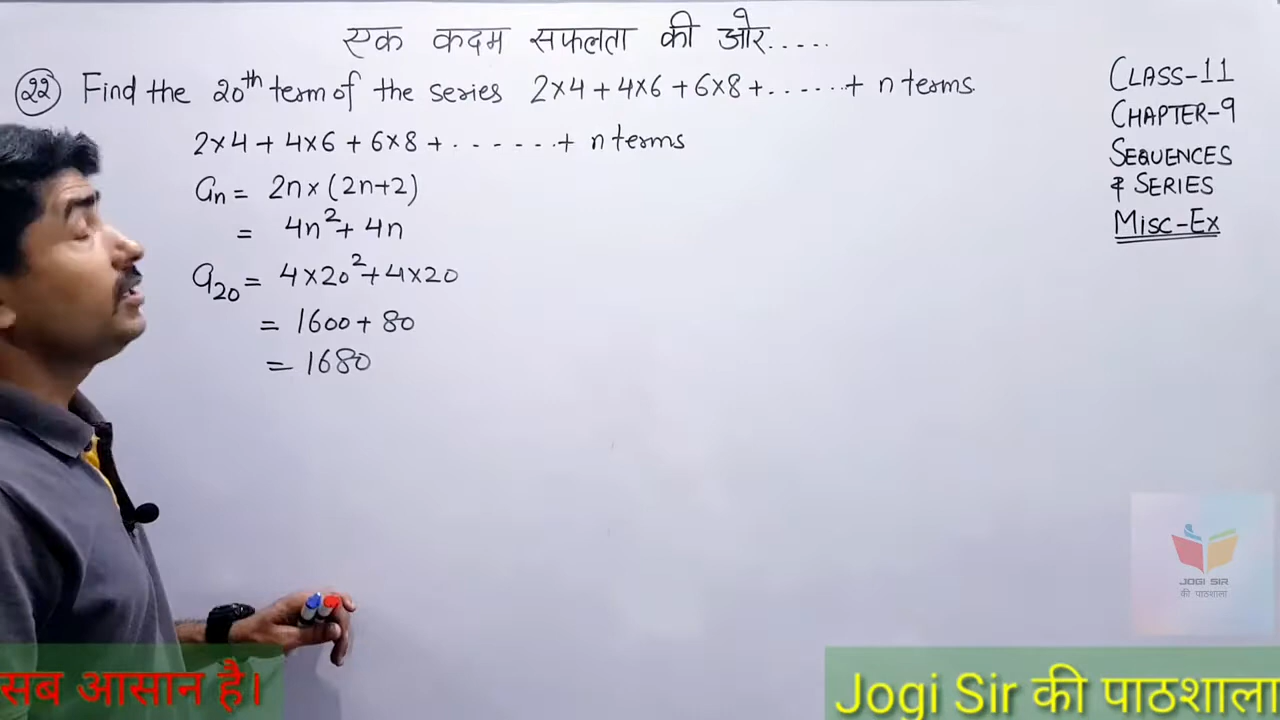 एक कदम सफलता की ओर.....
22 Find the 20th term of the series 2×4 + 4×6 + 6×8 + ...... + n terms.
2×4 + 4×6 + 6×8 + ....... + n terms
an = 2n × (2n+2)
= 4n² + 4n
a20 = 4×20² + 4×20
= 1600 + 80
= 1680
CLASS-11
CHAPTER-9
SEQUENCES
& SERIES
Misc-Ex
JOGI SIR
की पाठशाला
सब आसान है।
Jogi Sir की पाठशाला